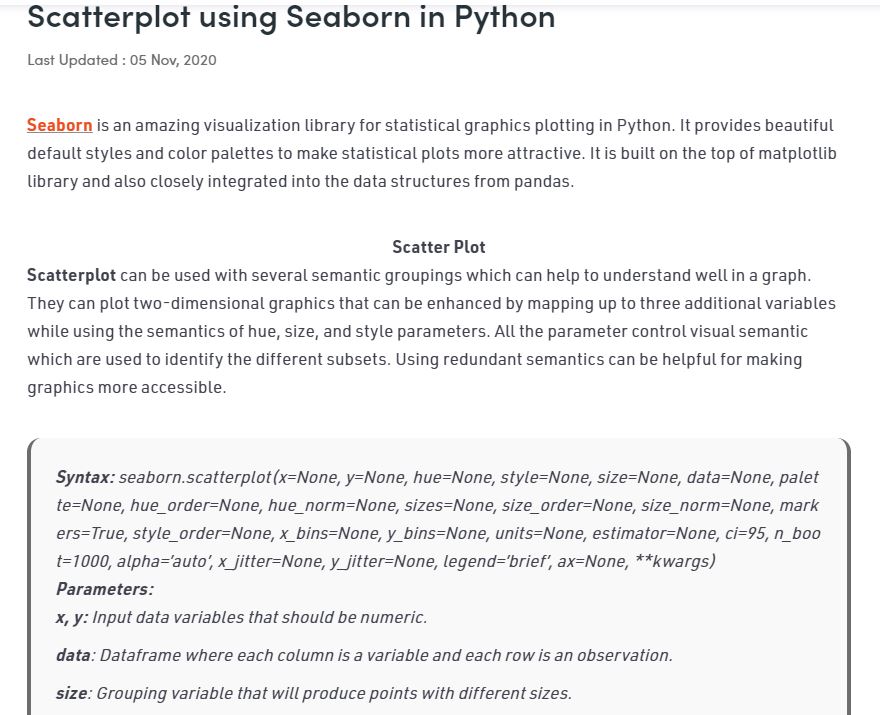 Scatterplot using Seaborn in Python
Last Updated : 05 Nov, 2020
Seaborn is an amazing visualization library for statistical graphics plotting in Python. It provides beautiful
default styles and color palettes to make statistical plots more attractive. It is built on the top of matplotlib
library and also closely integrated into the data structures from pandas.
Scatter Plot
Scatterplot can be used with several semantic groupings which can help to understand well in a graph.
They can plot two-dimensional graphics that can be enhanced by mapping up to three additional variables
while using the semantics of hue, size, and style parameters. All the parameter control visual semantic
which are used to identify the different subsets. Using redundant semantics can be helpful for making
graphics more accessible.
Syntax: seaborn.scatterplot(x=None, y=None, hue=None, style=None, size=None, data=None, palet
te=None, hue_order=None, hue_norm=None, sizes=None, size_order=None, size_norm=None, mark
ers=True, style_order=None, x_bins=None, y_bins=None, units=None, estimator=None, ci=95, n_boo
t=1000, alpha=’auto’, x_jitter=None, y_jitter=None, legend=’brief’, ax=None, **kwargs)
Parameters:
x, y: Input data variables that should be numeric.
data: Dataframe where each column is a variable and each row is an observation.
size: Grouping variable that will produce points with different sizes.